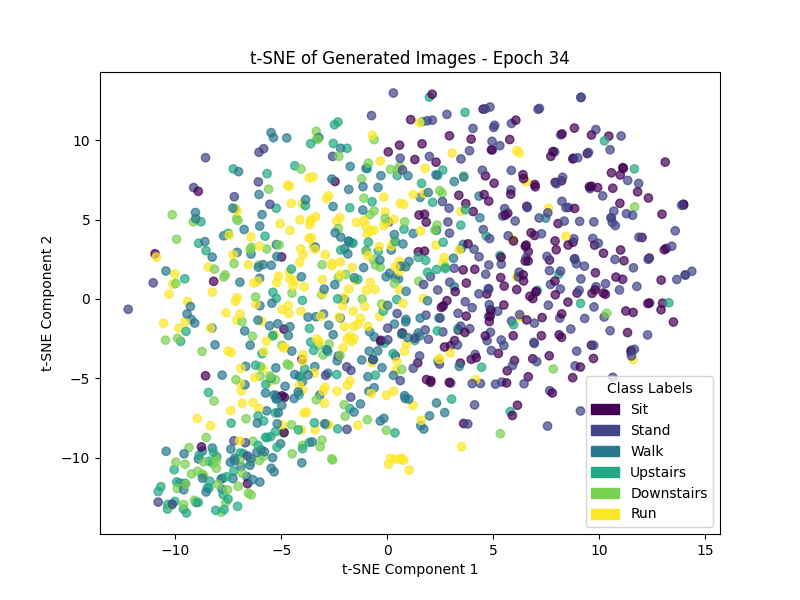 t-SNE of Generated Images - Epoch 34
t-SNE Component 2
10
5
0
−5
−10
Class Labels
Sit
Stand
Walk
Upstairs
Downstairs
Run
−10
−5
0
5
10
15
t-SNE Component 1